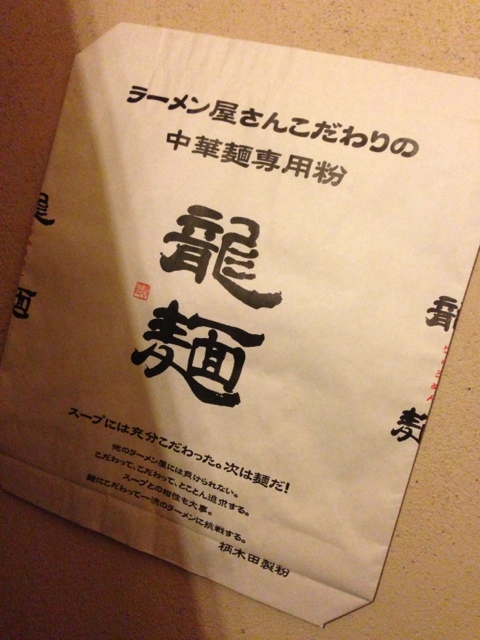 ラーメン屋さんこだわりの
中華麺専用粉
龍
麺
スープには充分こだわった。次は麺だ!
他のラーメン屋には負けられない。
こだわって、こだわって、とことん追求する。
スープとの相性も大事。
麺にこだわって一流のラーメンに挑戦する。
柄木田製粉
龍
麺